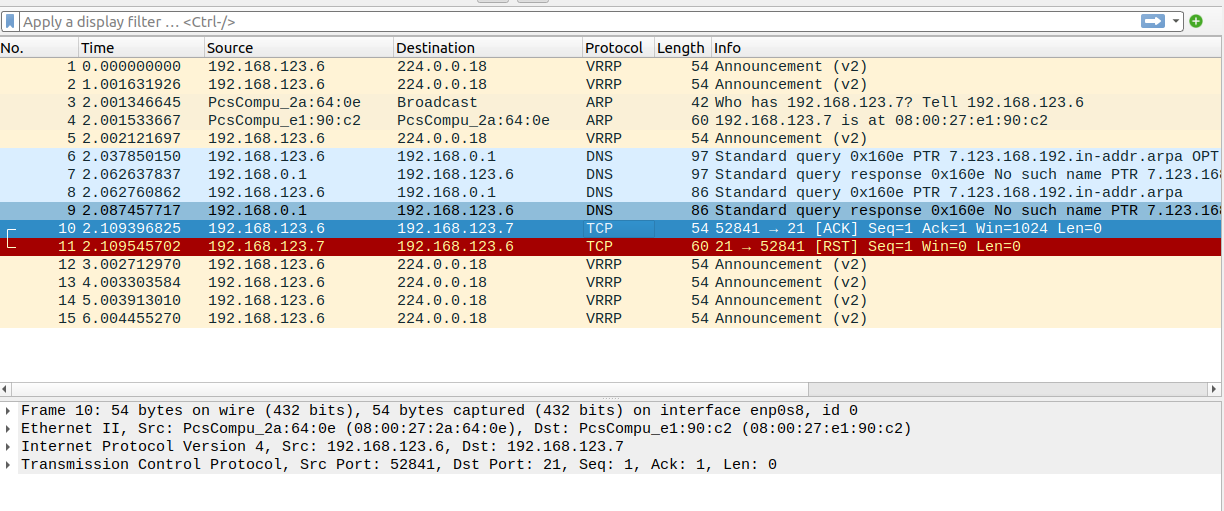 Apply a display filter … <Ctrl-/>
No. Time Source Destination Protocol Length Info
1 0.000000000 192.168.123.6 224.0.0.18 VRRP 54 Announcement (v2)
2 1.001631926 192.168.123.6 224.0.0.18 VRRP 54 Announcement (v2)
3 2.001346645 PcsCompu_2a:64:0e Broadcast ARP 42 Who has 192.168.123.7? Tell 192.168.123.6
4 2.001533667 PcsCompu_e1:90:c2 PcsCompu_2a:64:0e ARP 60 192.168.123.7 is at 08:00:27:e1:90:c2
5 2.002121697 192.168.123.6 224.0.0.18 VRRP 54 Announcement (v2)
6 2.037850150 192.168.123.6 192.168.0.1 DNS 97 Standard query 0x160e PTR 7.123.168.192.in-addr.arpa OPT
7 2.062637837 192.168.0.1 192.168.123.6 DNS 97 Standard query response 0x160e No such name PTR 7.123.168
8 2.062760862 192.168.123.6 192.168.0.1 DNS 86 Standard query 0x160e PTR 7.123.168.192.in-addr.arpa
9 2.087457717 192.168.0.1 192.168.123.6 DNS 86 Standard query response 0x160e No such name PTR 7.123.168
10 2.109396825 192.168.123.6 192.168.123.7 TCP 54 52841 → 21 [ACK] Seq=1 Ack=1 Win=1024 Len=0
11 2.109545702 192.168.123.7 192.168.123.6 TCP 60 21 → 52841 [RST] Seq=1 Win=0 Len=0
12 3.002712970 192.168.123.6 224.0.0.18 VRRP 54 Announcement (v2)
13 4.003303584 192.168.123.6 224.0.0.18 VRRP 54 Announcement (v2)
14 5.003913010 192.168.123.6 224.0.0.18 VRRP 54 Announcement (v2)
15 6.004455270 192.168.123.6 224.0.0.18 VRRP 54 Announcement (v2)
Frame 10: 54 bytes on wire (432 bits), 54 bytes captured (432 bits) on interface enp0s8, id 0
Ethernet II, Src: PcsCompu_2a:64:0e (08:00:27:2a:64:0e), Dst: PcsCompu_e1:90:c2 (08:00:27:e1:90:c2)
Internet Protocol Version 4, Src: 192.168.123.6, Dst: 192.168.123.7
Transmission Control Protocol, Src Port: 52841, Dst Port: 21, Seq: 1, Ack: 1, Len: 0